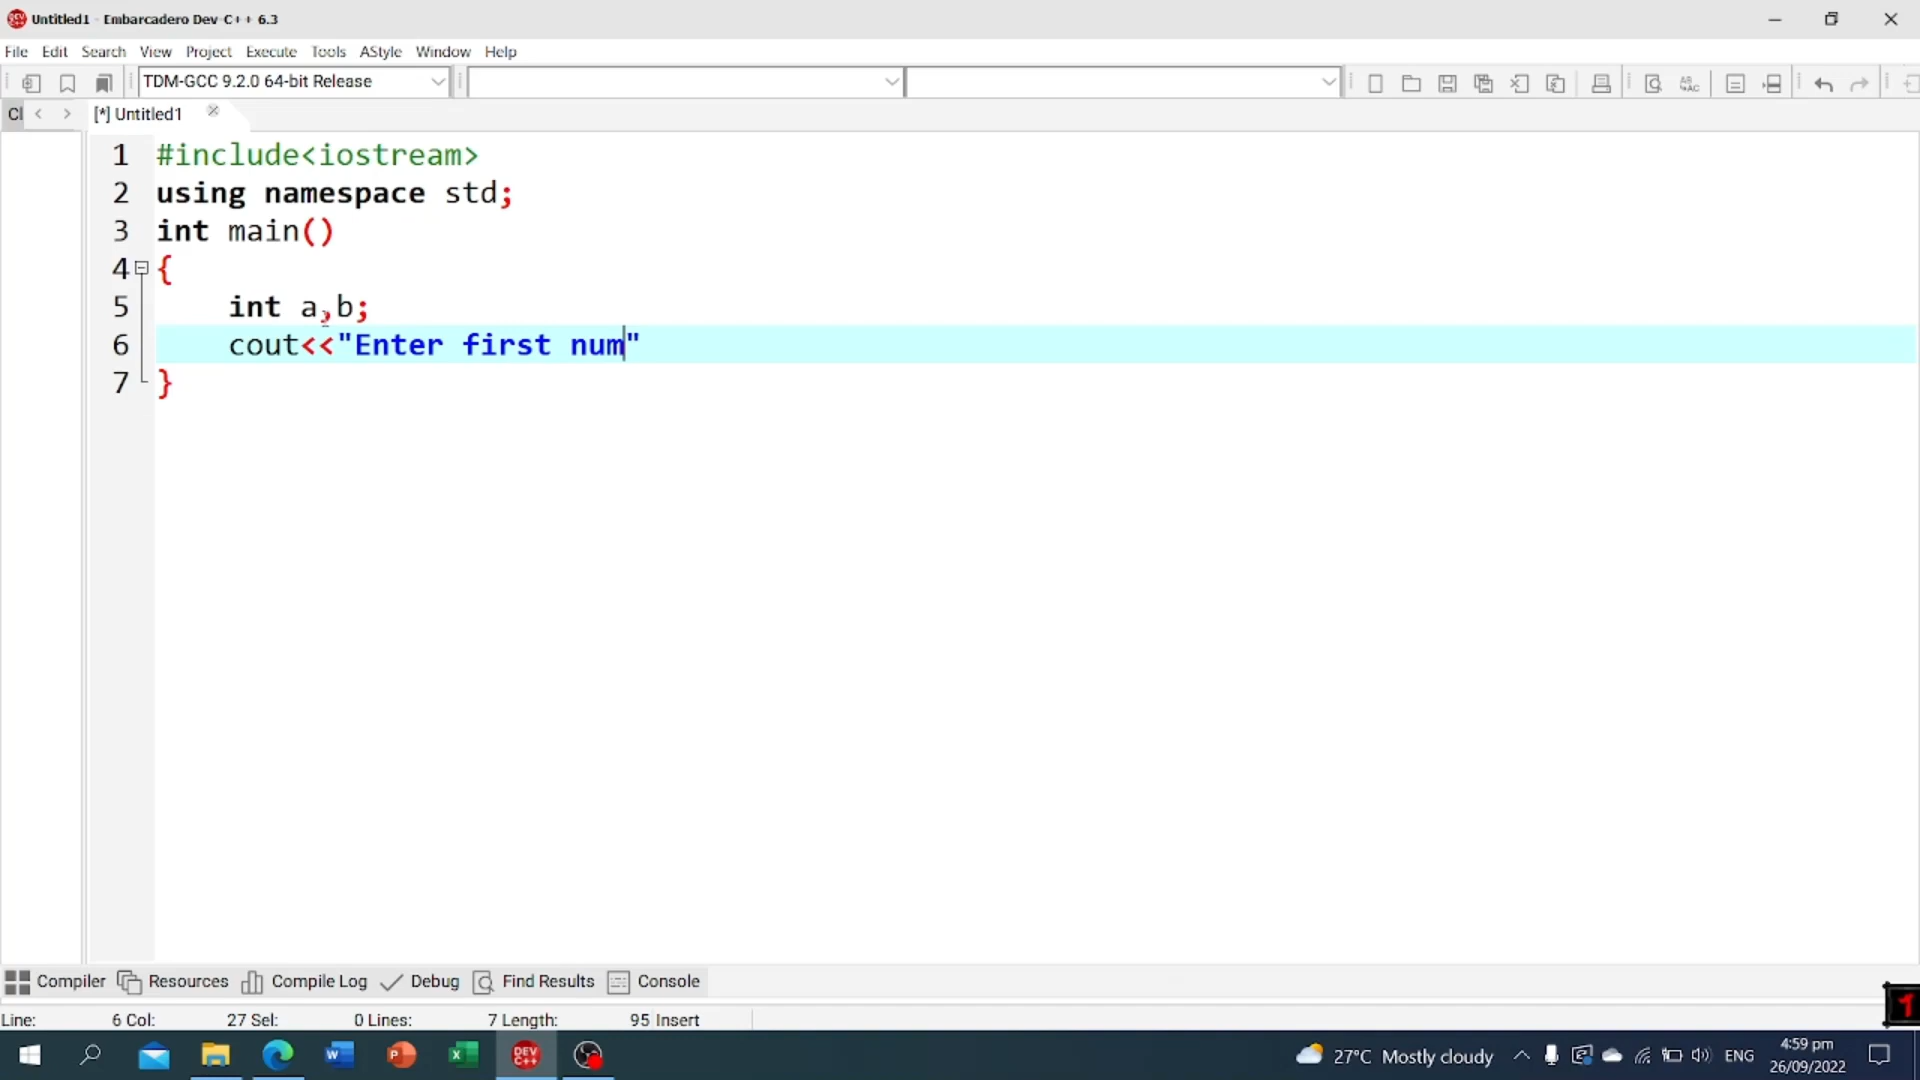 Untitled1 - Embarcadero Dev-C++ 6.3
File Edit Search View Project Execute Tools AStyle Window Help
TDM-GCC 9.2.0 64-bit Release
Cl [*] Untitled1
1 #include<iostream>
2 using namespace std;
3 int main()
4 {
5 int a,b;
6 cout<<"Enter first num"
7 }
Compiler Resources Compile Log Debug Find Results Console
Line: 6 Col: 27 Sel: 0 Lines: 7 Length: 95 Insert
27°C Mostly cloudy ENG 4:59 pm
26/09/2022